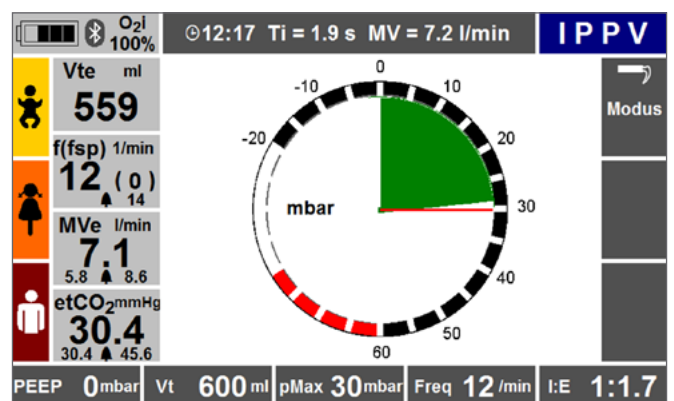 O2i
100%
12:17 Ti = 1.9 s MV = 7.2 l/min
IPPV
Vte ml
559
f(fsp) 1/min
12 ( 0 )
14
MVe l/min
7.1
5.8 8.6
etCO2mmHg
30.4
30.4 45.6
0
-10 10
-20 20
mbar 30
40
50
60
Modus
PEEP 0 mbar Vt 600 ml pMax 30 mbar Freq 12 /min I:E 1:1.7